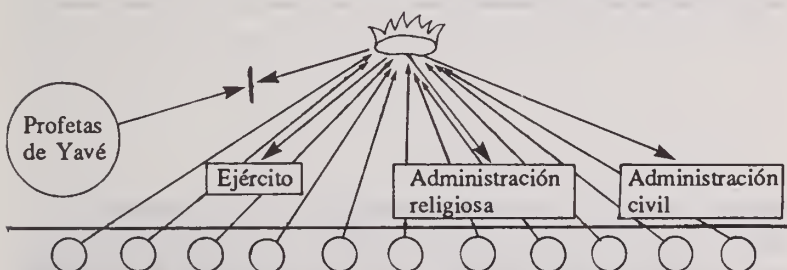 Profetas
de Yavé
Ejército
Administración
religiosa
Administración
civil